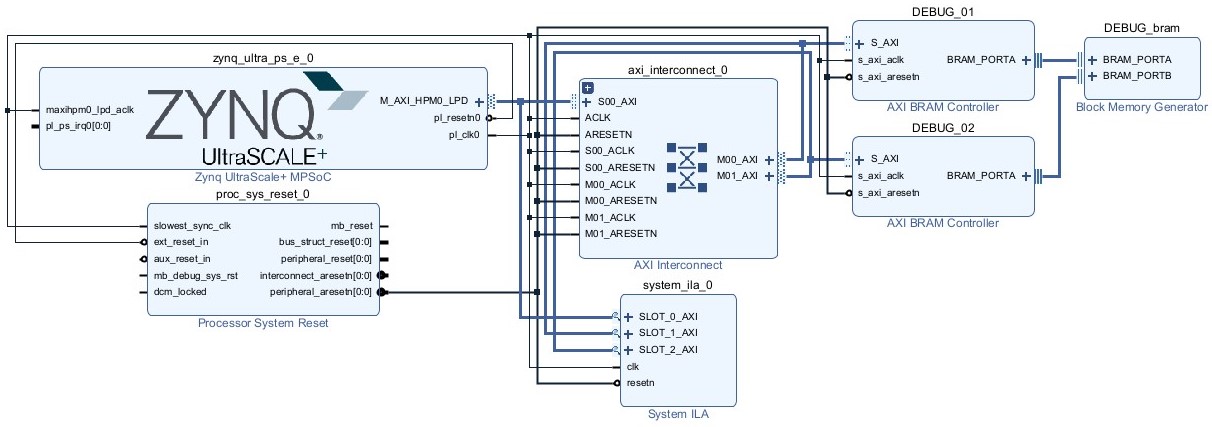 zynq_ultra_ps_e_0
maxihpm0_lpd_aclk
pl_ps_irq0[0:0]
ZYNQ®
UltraSCALE+
M_AXI_HPM0_LPD
pl_resetn0
pl_clk0
Zynq UltraScale+ MPSoC
proc_sys_reset_0
slowest_sync_clk
ext_reset_in
aux_reset_in
mb_debug_sys_rst
dcm_locked
mb_reset
bus_struct_reset[0:0]
peripheral_reset[0:0]
interconnect_aresetn[0:0]
peripheral_aresetn[0:0]
Processor System Reset
axi_interconnect_0
S00_AXI
ACLK
ARESETN
S00_ACLK
S00_ARESETN
M00_ACLK
M00_ARESETN
M01_ACLK
M01_ARESETN
M00_AXI
M01_AXI
AXI Interconnect
system_ila_0
SLOT_0_AXI
SLOT_1_AXI
SLOT_2_AXI
clk
resetn
System ILA
DEBUG_01
S_AXI
s_axi_aclk
s_axi_aresetn
BRAM_PORTA
AXI BRAM Controller
DEBUG_02
S_AXI
s_axi_aclk
s_axi_aresetn
BRAM_PORTA
AXI BRAM Controller
DEBUG_bram
BRAM_PORTA
BRAM_PORTB
Block Memory Generator